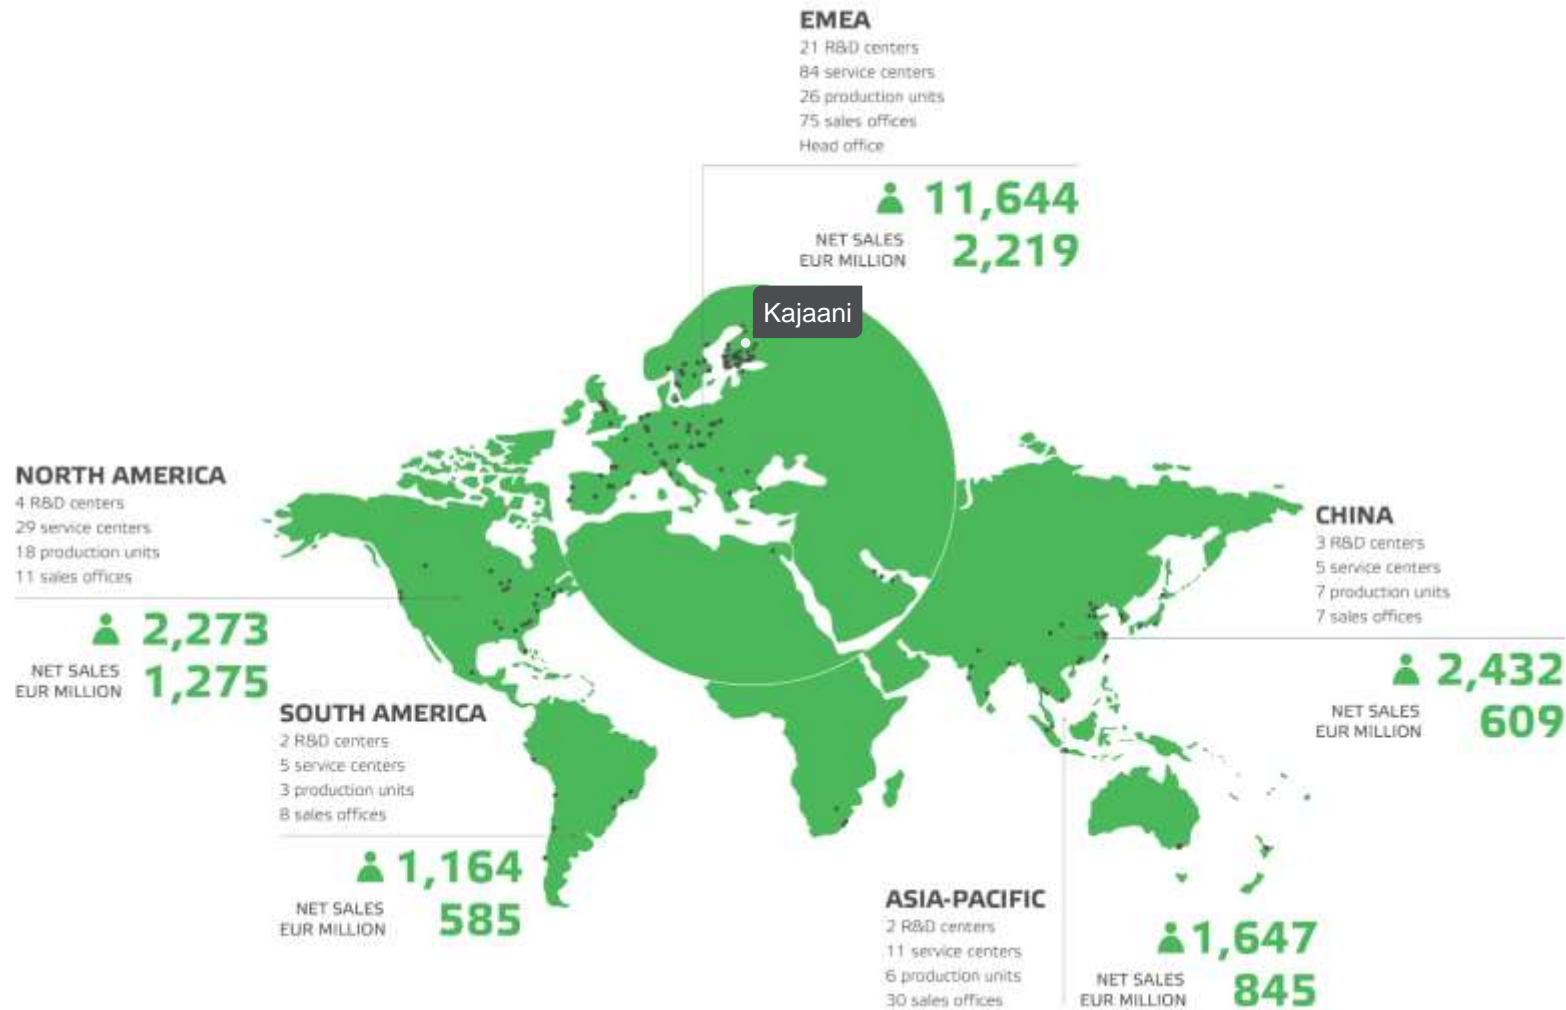 EMEA
21 R&D centers
84 service centers
26 production units
75 sales offices
Head office
11,644
NET SALES
EUR MILLION
2,219
Kajaani
NORTH AMERICA
4 R&D centers
29 service centers
18 production units
11 sales offices
2,273
NET SALES
EUR MILLION
1,275
CHINA
3 R&D centers
5 service centers
7 production units
7 sales offices
2,432
NET SALES
EUR MILLION
609
SOUTH AMERICA
2 R&D centers
5 service centers
3 production units
8 sales offices
1,164
NET SALES
EUR MILLION
585
ASIA-PACIFIC
2 R&D centers
11 service centers
6 production units
30 sales offices
1,647
NET SALES
EUR MILLION
845